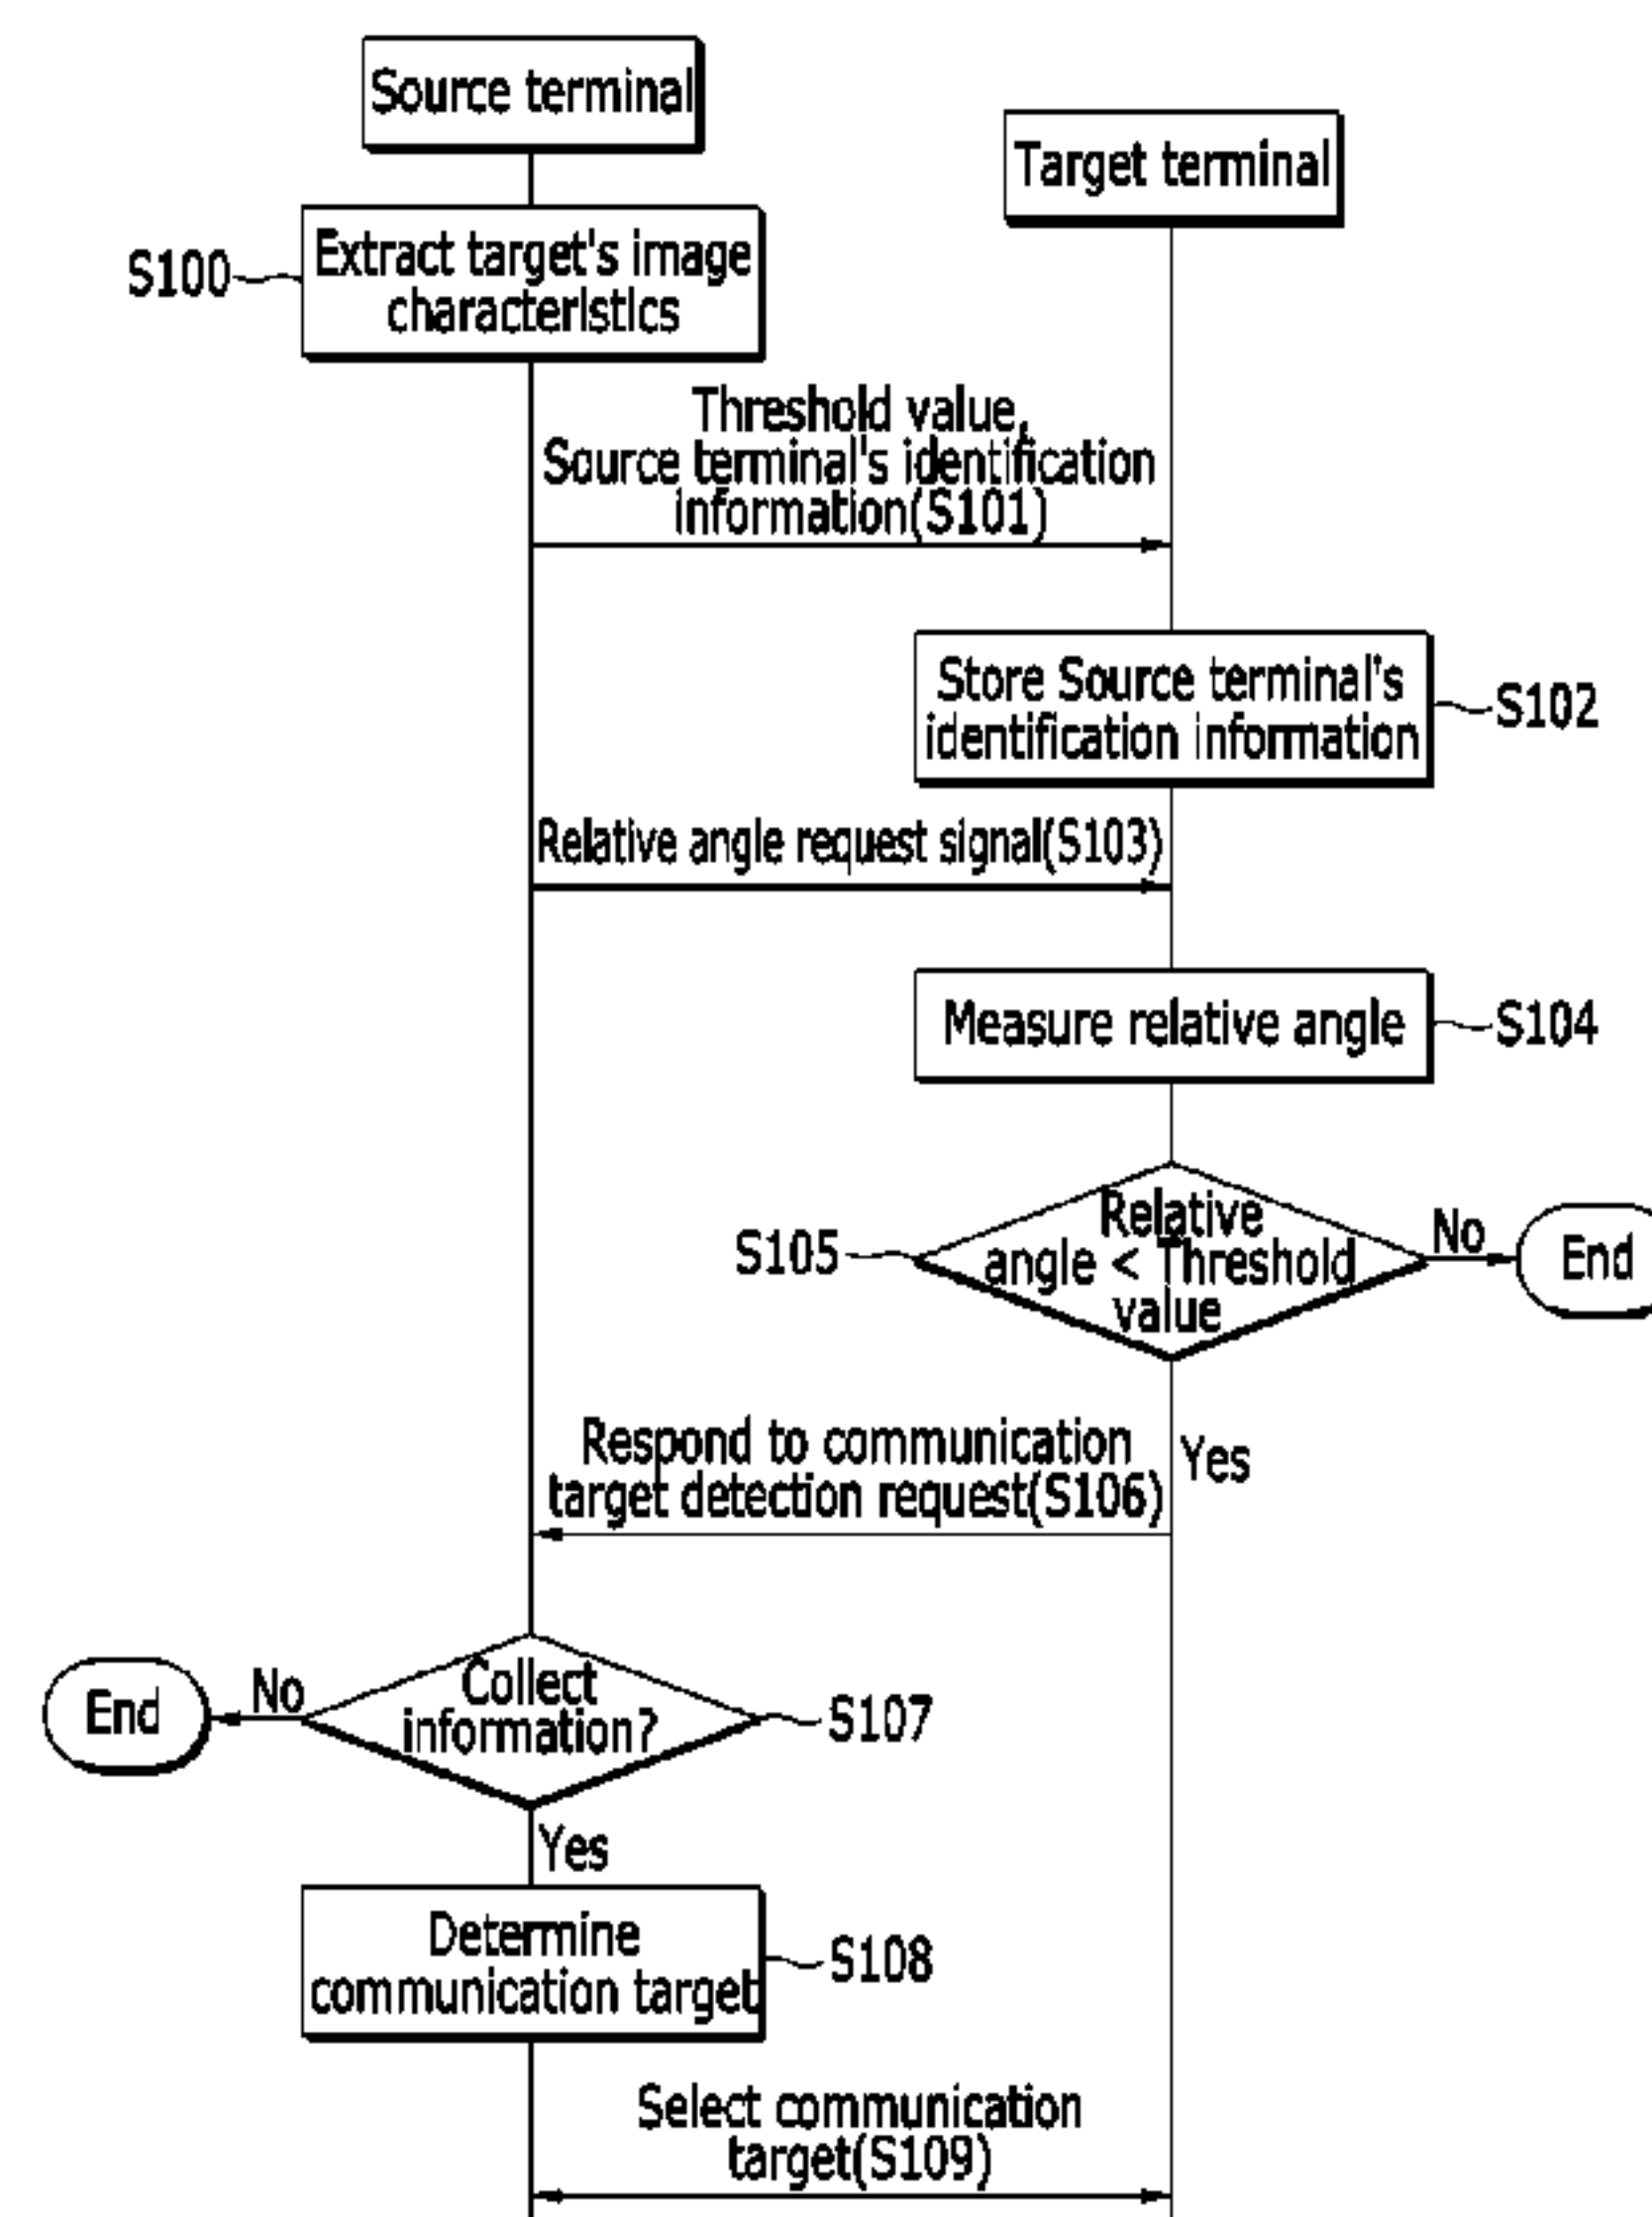 Source terminal
Target terminal
Extract target's image
characteristics
S100
Threshold value,
Source terminal's identification
information(S101)
Store Source terminal's
identification information
S102
Relative angle request signal(S103)
Measure relative angle
S104
Relative
angle < Threshold
value
S105
No
End
Yes
Respond to communication
target detection request(S106)
Collect
information?
S107
No
End
Yes
Determine
communication target
S108
Select communication
target(S109)